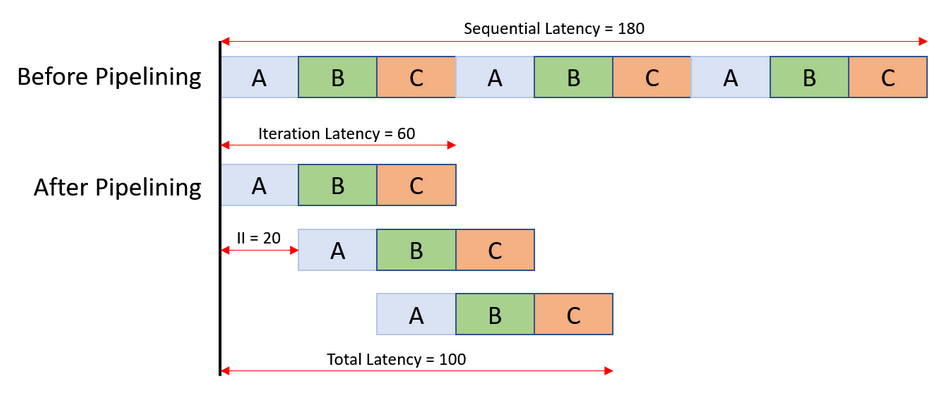 Sequential Latency = 180
Before Pipelining A B C A B C A B C
Iteration Latency = 60
After Pipelining A B C
II = 20 A B C
A B C
Total Latency = 100